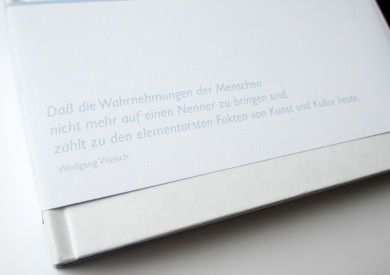 Daß die Wahrnehmungen der Menschen
nicht mehr auf einen Nenner zu bringen sind,
zählt zu den elementarsten Fakten von Kunst und Kultur heute.
Wolfgang Welsch